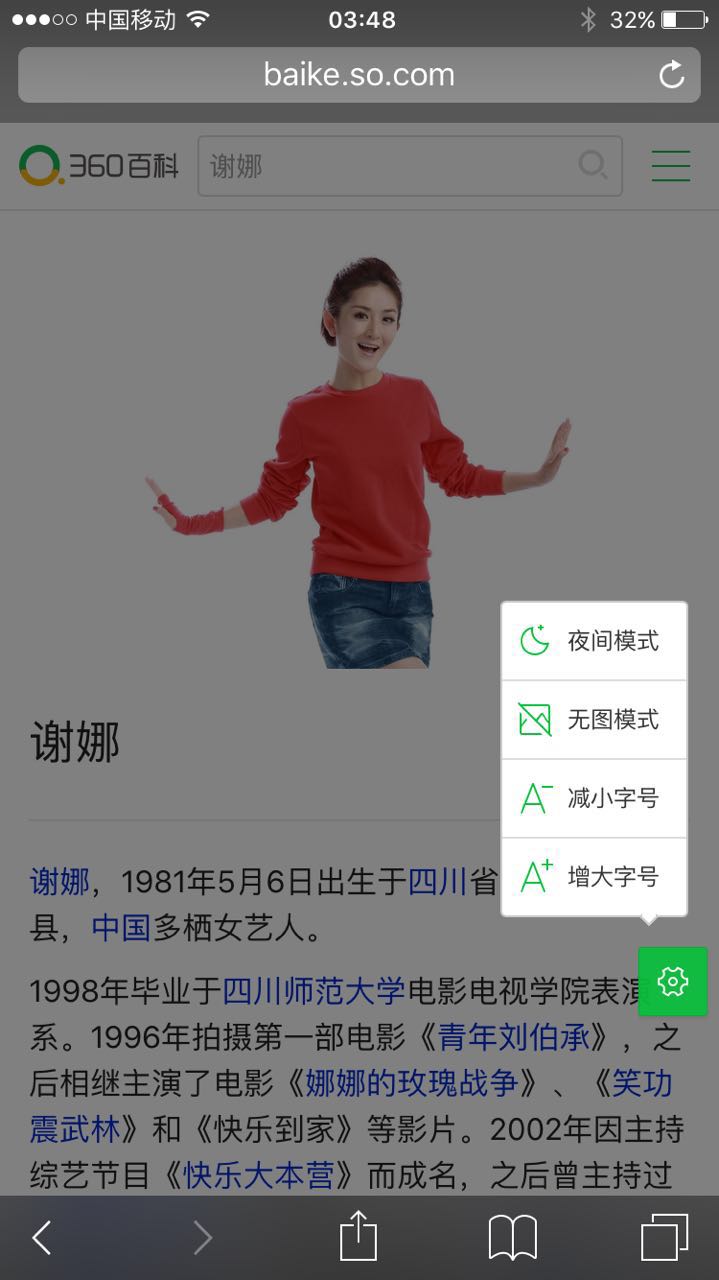 中国移动 03:48 32%
baike.so.com
360百科 谢娜
夜间模式
无图模式
减小字号
增大字号
谢娜
谢娜，1981年5月6日出生于四川省
县，中国多栖女艺人。
1998年毕业于四川师范大学电影电视学院表演
系。1996年拍摄第一部电影《青年刘伯承》，之
后相继主演了电影《娜娜的玫瑰战争》、《笑功
震武林》和《快乐到家》等影片。2002年因主持
综艺节目《快乐大本营》而成名，之后曾主持过